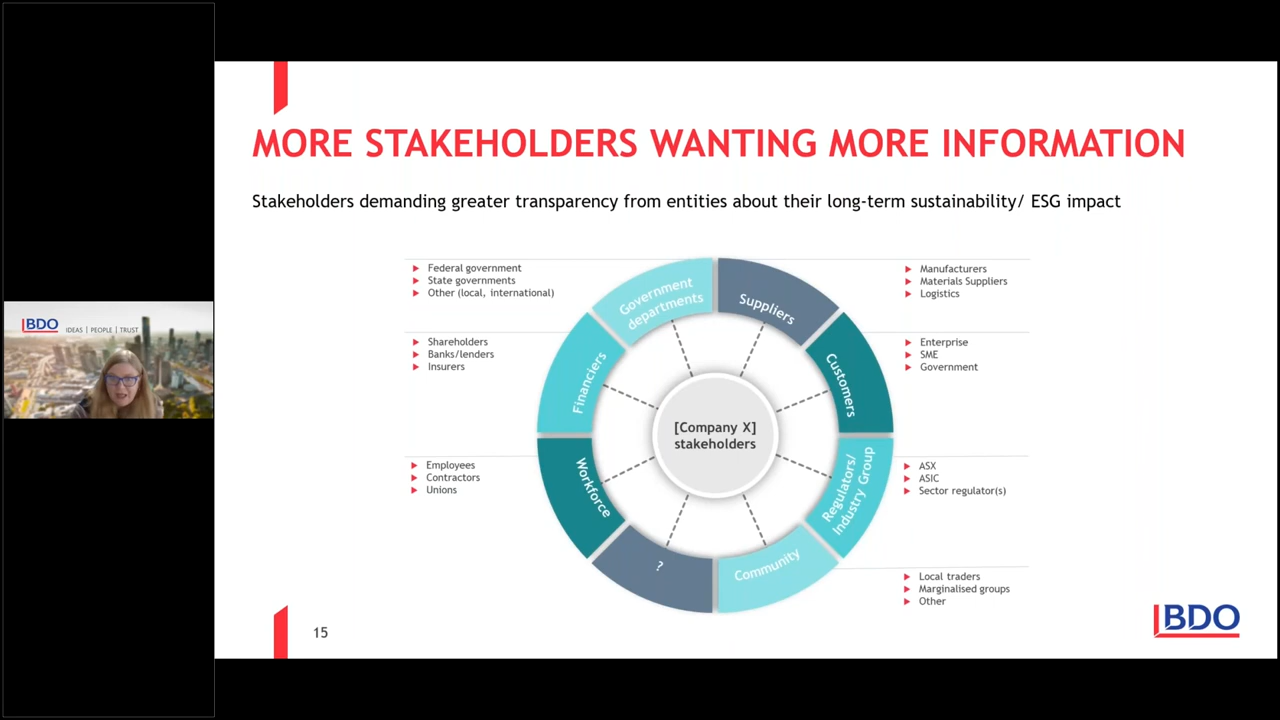 MORE STAKEHOLDERS WANTING MORE INFORMATION
Stakeholders demanding greater transparency from entities about their long-term sustainability/ ESG impact
Federal government
State governments
Other (local, international)
Shareholders
Banks/lenders
Insurers
Employees
Contractors
Unions
Government
departments
Suppliers
Financiers
Customers
[Company X]
stakeholders
Workforce
Regulators/
Industry Group
?
Community
Manufacturers
Materials Suppliers
Logistics
Enterprise
SME
Government
ASX
ASIC
Sector regulator(s)
Local traders
Marginalised groups
Other
15
BDO
BDO IDEAS | PEOPLE | TRUST